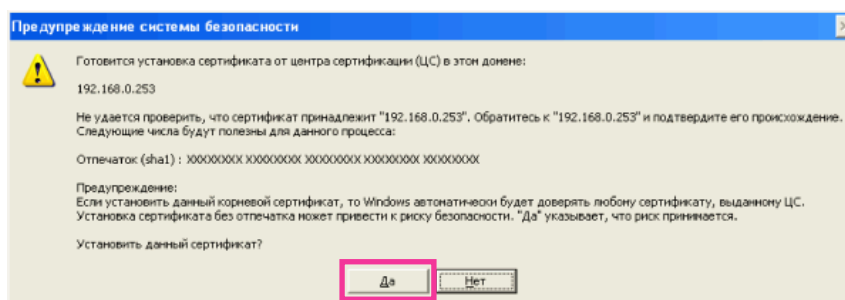 Предупреждение системы безопасности
Готовится установка сертификата от центра сертификации (ЦС) в этом домене:
192.168.0.253
Не удается проверить, что сертификат принадлежит "192.168.0.253". Обратитесь к "192.168.0.253" и подтвердите его происхождение.
Следующие числа будут полезны для данного процесса:
Отпечаток (sha1) : XXXXXXXX XXXXXXXX XXXXXXXX XXXXXXXX XXXXXXXX
Предупреждение:
Если установить данный корневой сертификат, то Windows автоматически будет доверять любому сертификату, выданному ЦС.
Установка сертификата без отпечатка может привести к риску безопасности. "Да" указывает, что риск принимается.
Установить данный сертификат?
Да Нет